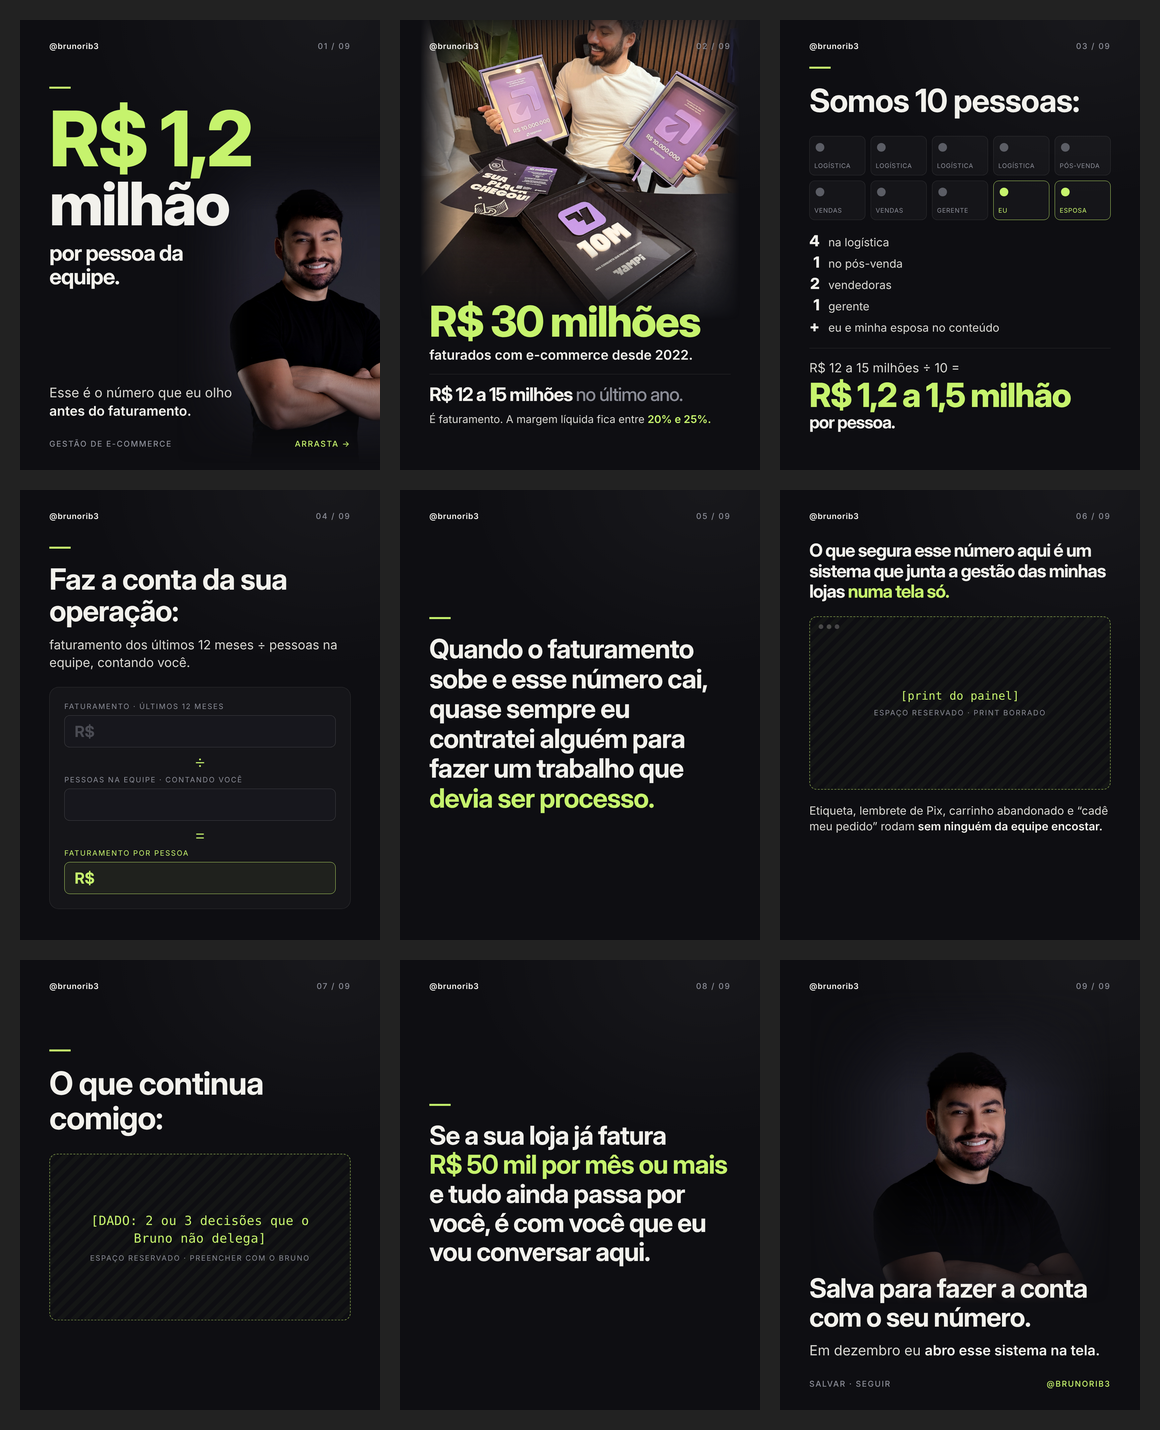 @brunorib3
01 / 09
R$ 1,2
milhão
por pessoa da
equipe.
Esse é o número que eu olho
antes do faturamento.
GESTÃO DE E-COMMERCE
ARRASTA →
@brunorib3
02 / 09
R$ 10.000.000
R$ 10.000.000
SUA
PLACA
CHEGOU!
10M
Yampi
R$ 30 milhões
faturados com e-commerce desde 2022.
R$ 12 a 15 milhões no último ano.
É faturamento. A margem líquida fica entre 20% e 25%.
@brunorib3
03 / 09
Somos 10 pessoas:
LOGÍSTICA
LOGÍSTICA
LOGÍSTICA
LOGÍSTICA
PÓS-VENDA
VENDAS
VENDAS
GERENTE
EU
ESPOSA
4 na logística
1 no pós-venda
2 vendedoras
1 gerente
+ eu e minha esposa no conteúdo
R$ 12 a 15 milhões ÷ 10 =
R$ 1,2 a 1,5 milhão
por pessoa.
@brunorib3
04 / 09
Faz a conta da sua
operação:
faturamento dos últimos 12 meses ÷ pessoas na
equipe, contando você.
FATURAMENTO · ÚLTIMOS 12 MESES
R$
÷
PESSOAS NA EQUIPE · CONTANDO VOCÊ
=
FATURAMENTO POR PESSOA
R$
@brunorib3
05 / 09
Quando o faturamento
sobe e esse número cai,
quase sempre eu
contratei alguém para
fazer um trabalho que
devia ser processo.
@brunorib3
06 / 09
O que segura esse número aqui é um
sistema que junta a gestão das minhas
lojas numa tela só.
[print do painel]
ESPAÇO RESERVADO · PRINT BORRADO
Etiqueta, lembrete de Pix, carrinho abandonado e “cadê
meu pedido” rodam sem ninguém da equipe encostar.
@brunorib3
07 / 09
O que continua
comigo:
[DADO: 2 ou 3 decisões que o
Bruno não delega]
ESPAÇO RESERVADO · PREENCHER COM O BRUNO
@brunorib3
08 / 09
Se a sua loja já fatura
R$ 50 mil por mês ou mais
e tudo ainda passa por
você, é com você que eu
vou conversar aqui.
@brunorib3
09 / 09
Salva para fazer a conta
com o seu número.
Em dezembro eu abro esse sistema na tela.
SALVAR · SEGUIR
@BRUNORIB3